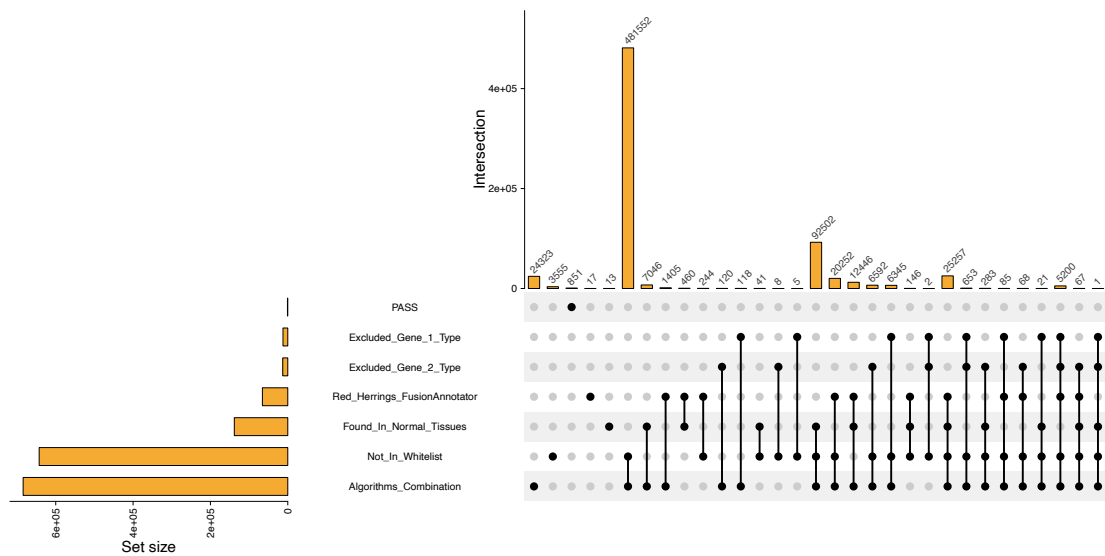 481552
4e+05
Intersection
2e+05
92502
24323
3555
851
17
13
7046
1405
460
244
120
118
41
8
5
20252
12446
6592
6345
146
2
25257
653
283
85
68
21
5200
67
1
0
PASS
Excluded_Gene_1_Type
Excluded_Gene_2_Type
Red_Herrings_FusionAnnotator
Found_In_Normal_Tissues
Not_In_Whitelist
Algorithms_Combination
6e+05
4e+05
2e+05
0
Set size